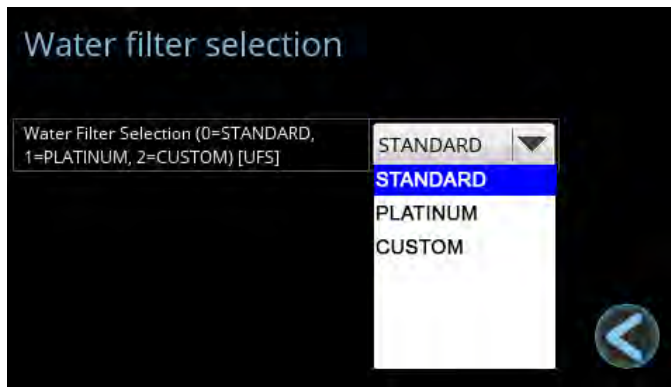 Water filter selection
Water Filter Selection (0=STANDARD,
1=PLATINUM, 2=CUSTOM) [UFS]
STANDARD
STANDARD
PLATINUM
CUSTOM